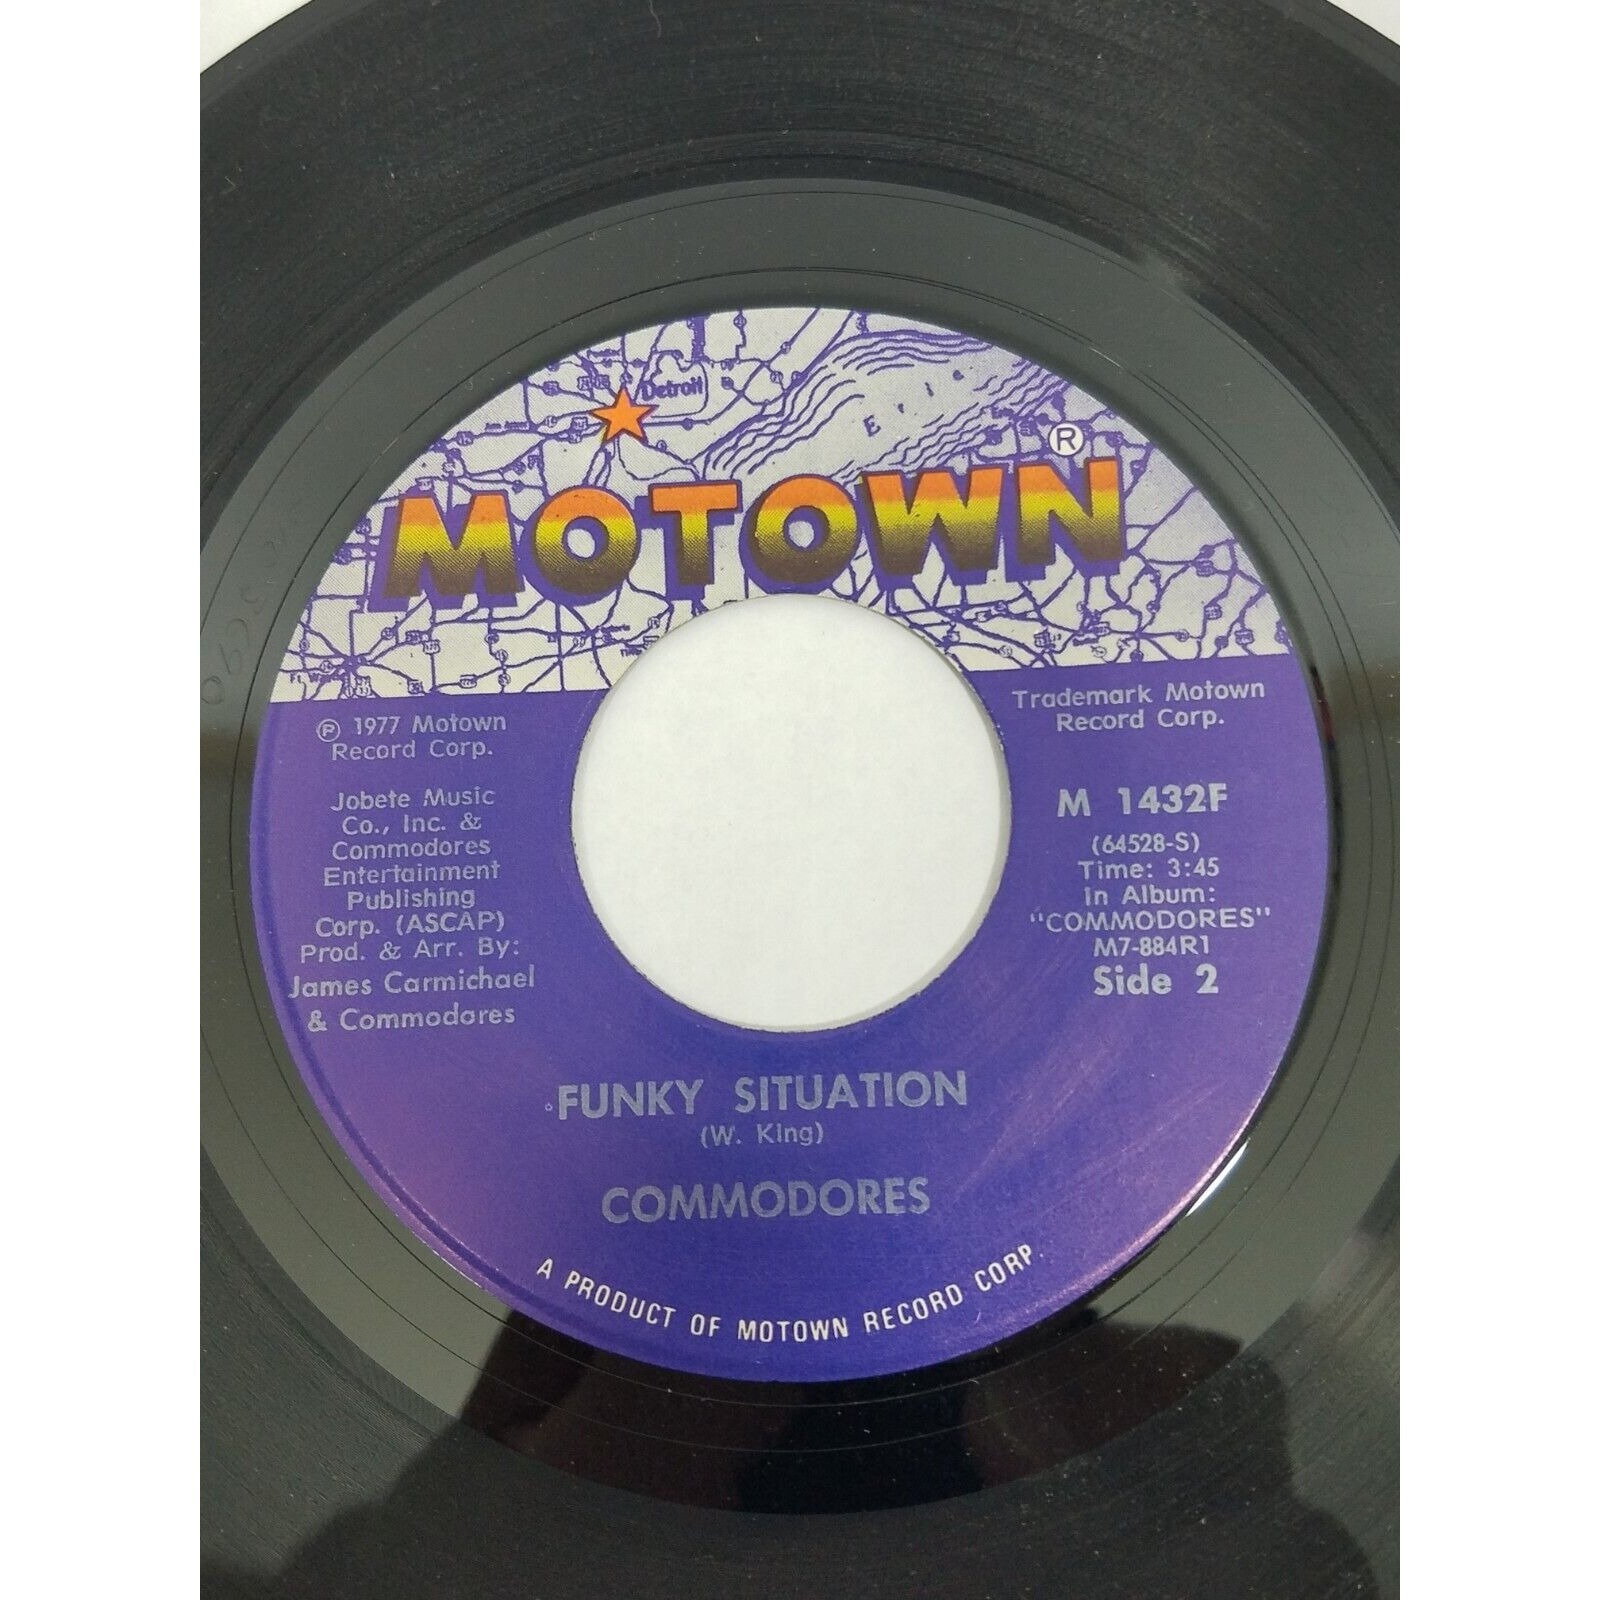 Detroit
Erie
®
MOTOWN
℗ 1977 Motown
Record Corp.
Jobete Music
Co., Inc. &
Commodores
Entertainment
Publishing
Corp. (ASCAP)
Prod. & Arr. By:
James Carmichael
& Commodores
Trademark Motown
Record Corp.
M 1432F
(64528-S)
Time: 3:45
In Album:
"COMMODORES"
M7-884R1
Side 2
FUNKY SITUATION
(W. King)
COMMODORES
A PRODUCT OF MOTOWN RECORD CORP.